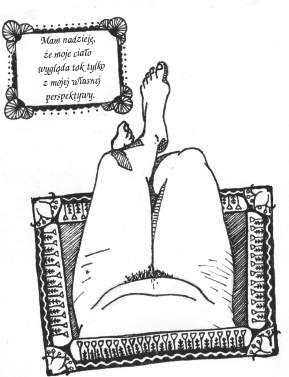 Mam nadzieję,
że moje ciało
wygląda tak tylko
z mojej własnej
perspektywy.